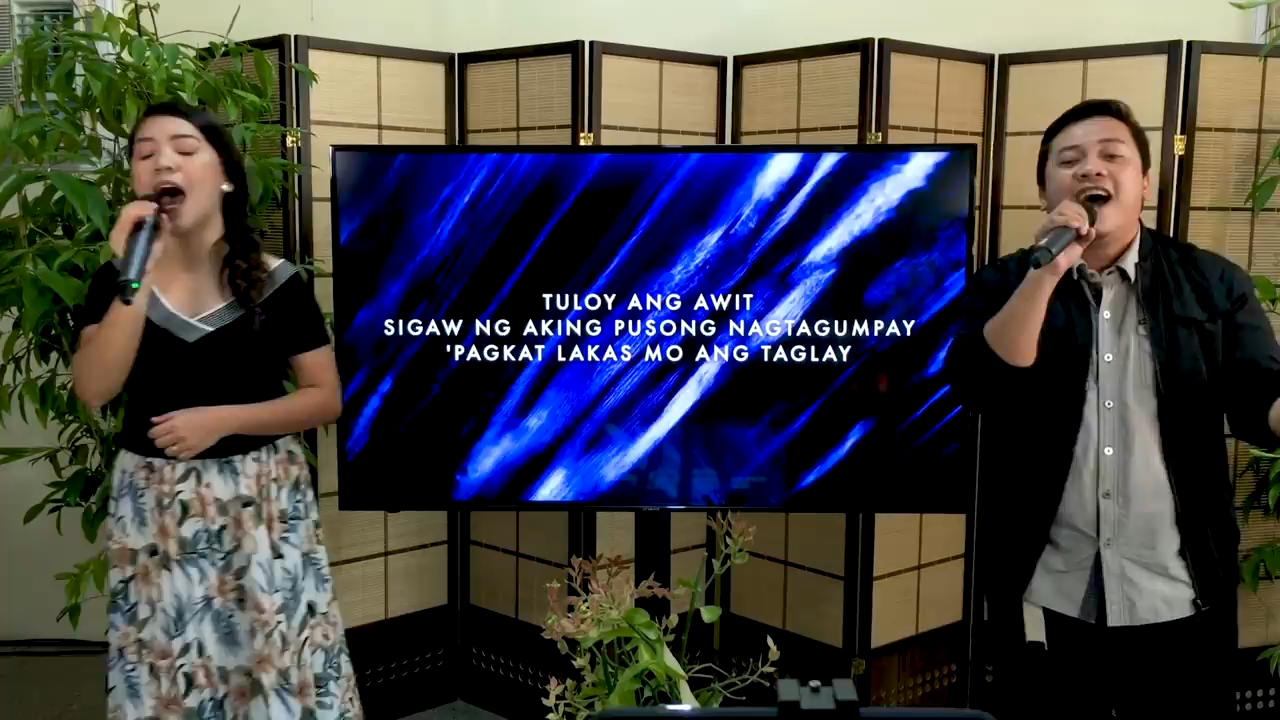 TULOY ANG AWIT
SIGAW NG AKING PUSONG NAGTAGUMPAY
'PAGKAT LAKAS MO ANG TAGLAY